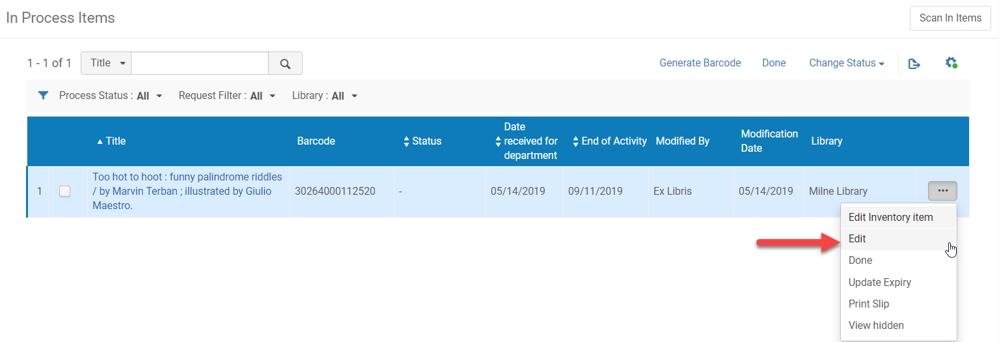 In Process Items
Scan In Items
1 - 1 of 1
Title
Generate Barcode
Done
Change Status
Process Status : All
Request Filter : All
Library : All
Title
Barcode
Status
Date
received for
department
End of Activity
Modified By
Modification
Date
Library
1
Too hot to hoot : funny palindrome riddles
/ by Marvin Terban ; illustrated by Giulio
Maestro.
30264000112520
-
05/14/2019
09/11/2019
Ex Libris
05/14/2019
Milne Library
Edit Inventory item
Edit
Done
Update Expiry
Print Slip
View hidden